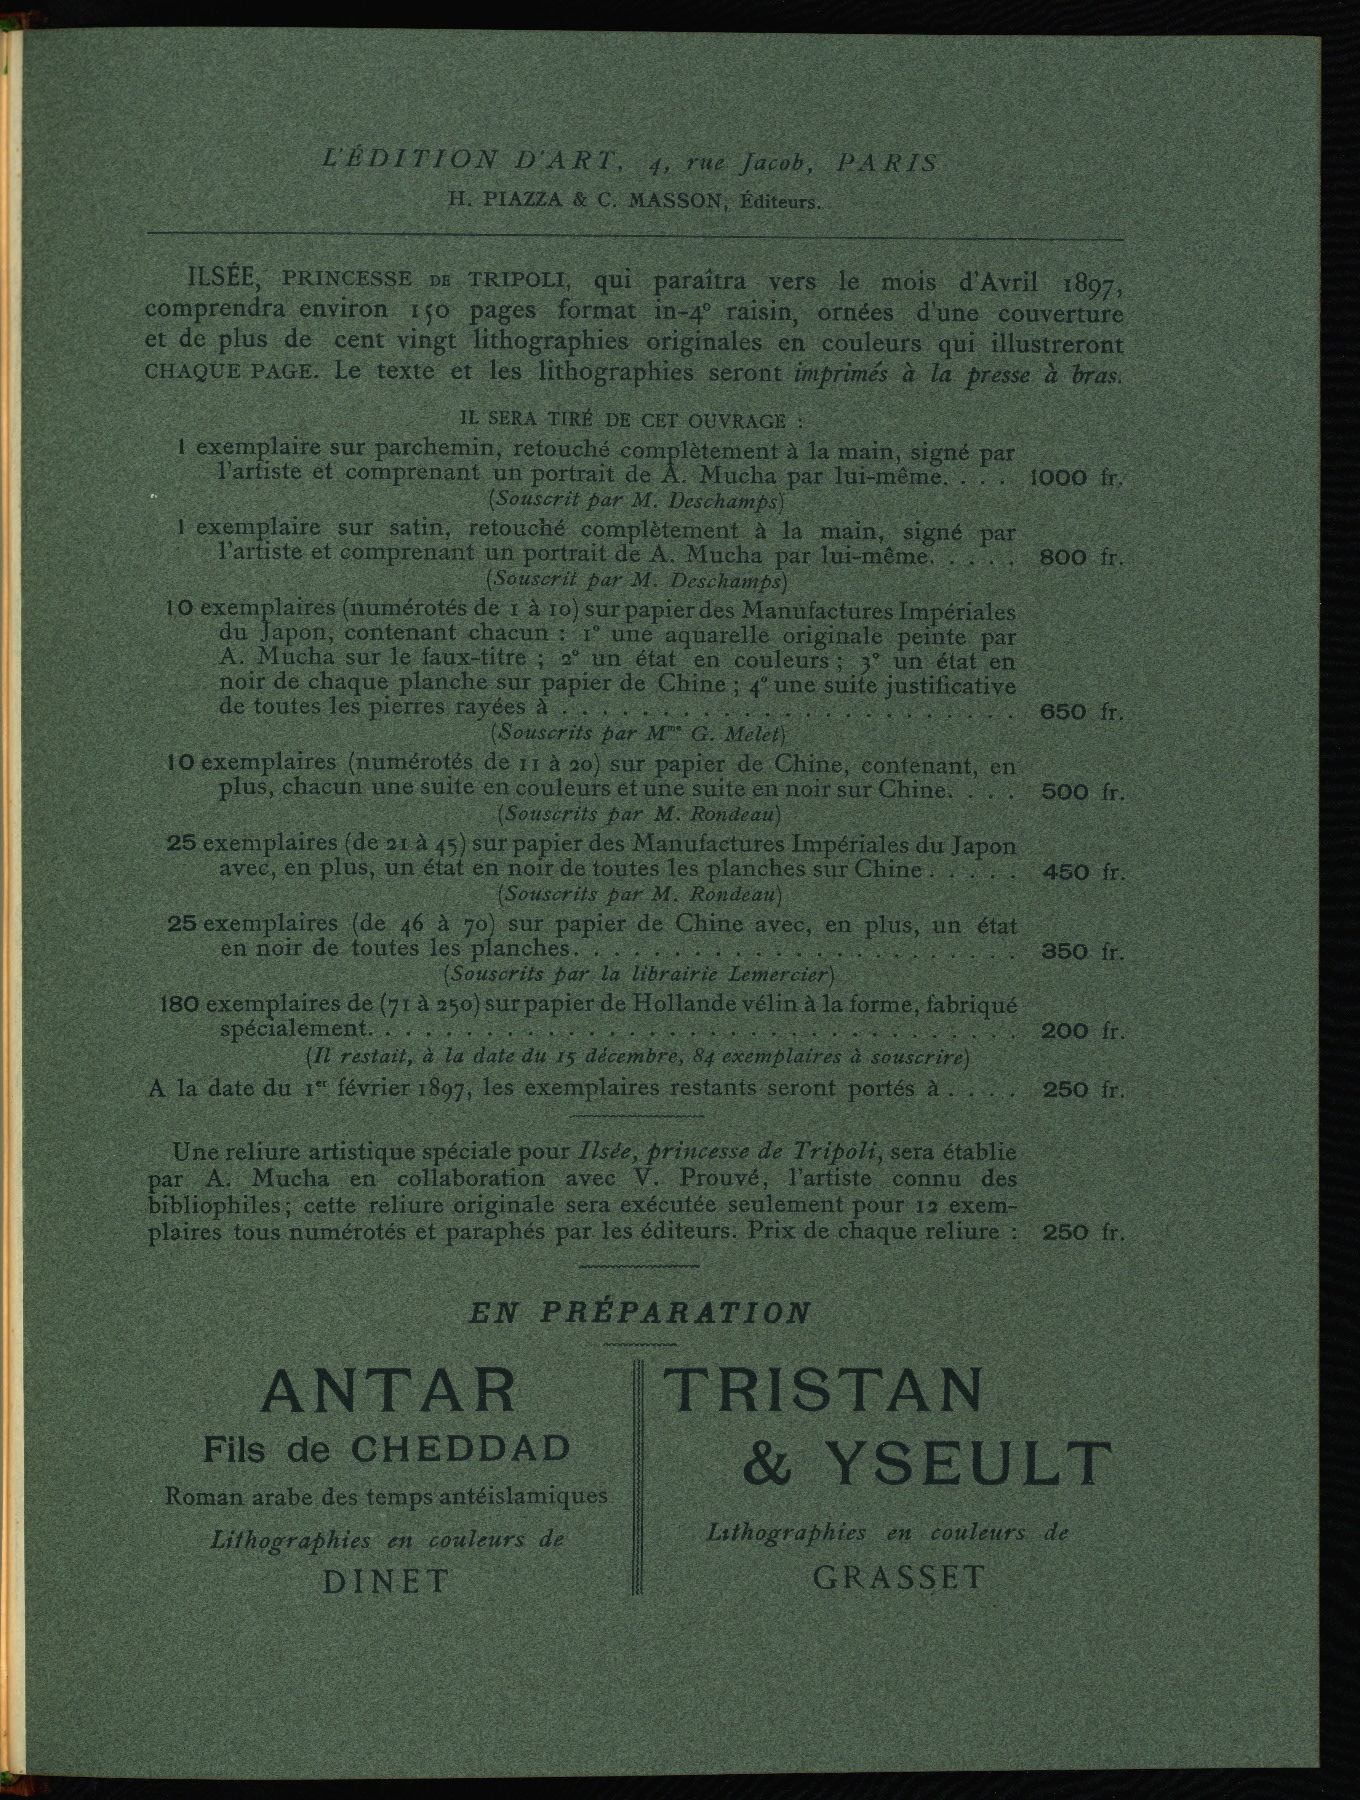 L'ÉDITION D'ART, 4, rue Jacob, PARIS
H. PIAZZA & C. MASSON, Éditeurs.
ILSÉE, PRINCESSE DE TRIPOLI, qui paraîtra vers le mois d'Avril 1897,
comprendra environ 150 pages format in-4° raisin, ornées d'une couverture
et de plus de cent vingt lithographies originales en couleurs qui illustreront
CHAQUE PAGE. Le texte et les lithographies seront imprimés à la presse à bras.
IL SERA TIRÉ DE CET OUVRAGE :
1 exemplaire sur parchemin, retouché complètement à la main, signé par
l'artiste et comprenant un portrait de A. Mucha par lui-même. . . . 1000 fr.
(Souscrit par M. Deschamps)
1 exemplaire sur satin, retouché complètement à la main, signé par
l'artiste et comprenant un portrait de A. Mucha par lui-même. . . . . 800 fr.
(Souscrit par M. Deschamps)
10 exemplaires (numérotés de 1 à 10) sur papier des Manufactures Impériales
du Japon, contenant chacun : 1° une aquarelle originale peinte par
A. Mucha sur le faux-titre ; 2° un état en couleurs ; 3° un état en
noir de chaque planche sur papier de Chine ; 4° une suite justificative
de toutes les pierres rayées à . . . . . . . . . . . . . . . . . . . . . . . 650 fr.
(Souscrits par Mme G. Melet)
10 exemplaires (numérotés de 11 à 20) sur papier de Chine, contenant, en
plus, chacun une suite en couleurs et une suite en noir sur Chine. . . . 500 fr.
(Souscrits par M. Rondeau)
25 exemplaires (de 21 à 45) sur papier des Manufactures Impériales du Japon
avec, en plus, un état en noir de toutes les planches sur Chine . . . . . 450 fr.
(Souscrits par M. Rondeau)
25 exemplaires (de 46 à 70) sur papier de Chine avec, en plus, un état
en noir de toutes les planches. . . . . . . . . . . . . . . . . . . . . . . 350 fr.
(Souscrits par la librairie Lemercier)
180 exemplaires de (71 à 250) sur papier de Hollande vélin à la forme, fabriqué
spécialement. . . . . . . . . . . . . . . . . . . . . . . . . . . . . . . . . 200 fr.
(Il restait, à la date du 15 décembre, 84 exemplaires à souscrire)
A la date du 1er février 1897, les exemplaires restants seront portés à . . . . 250 fr.
Une reliure artistique spéciale pour Ilsée, princesse de Tripoli, sera établie
par A. Mucha en collaboration avec V. Prouvé, l'artiste connu des
bibliophiles ; cette reliure originale sera exécutée seulement pour 12 exem-
plaires tous numérotés et paraphés par les éditeurs. Prix de chaque reliure : 250 fr.
EN PRÉPARATION
ANTAR
Fils de CHEDDAD
Roman arabe des temps antéislamiques
Lithographies en couleurs de
DINET
TRISTAN
& YSEULT
Lithographies en couleurs de
GRASSET